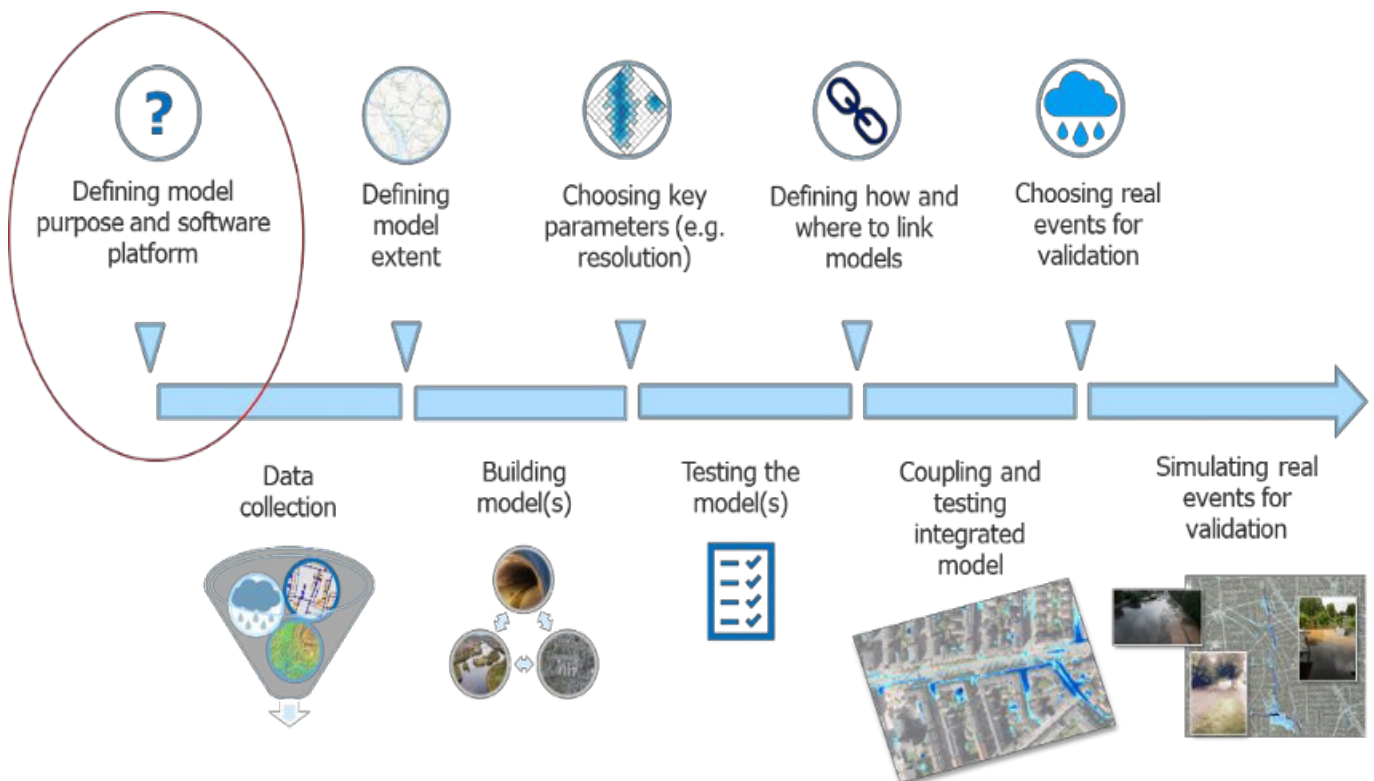 ?
Defining model
purpose and software
platform
Defining
model
extent
Choosing key
parameters (e.g.
resolution)
Defining how and
where to link
models
Choosing real
events for
validation
Data
collection
Building
model(s)
Testing the
model(s)
Coupling and
testing
integrated
model
Simulating real
events for
validation